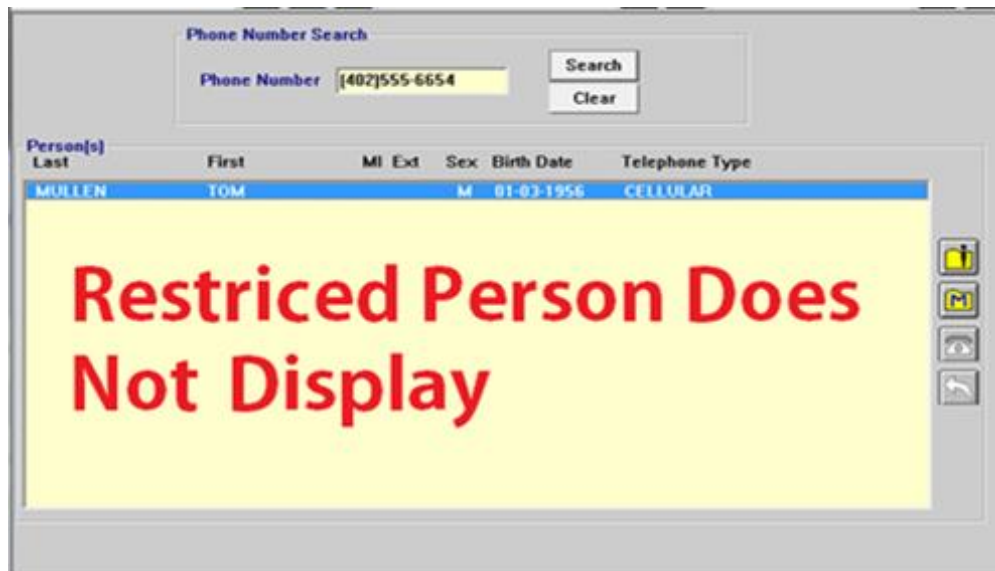 Phone Number Search
Phone Number (402)555-6654 Search
Clear
Person(s)
Last First MI Ext Sex Birth Date Telephone Type
MULLEN TOM M 01-03-1956 CELLULAR
Restriced Person Does
Not Display
M